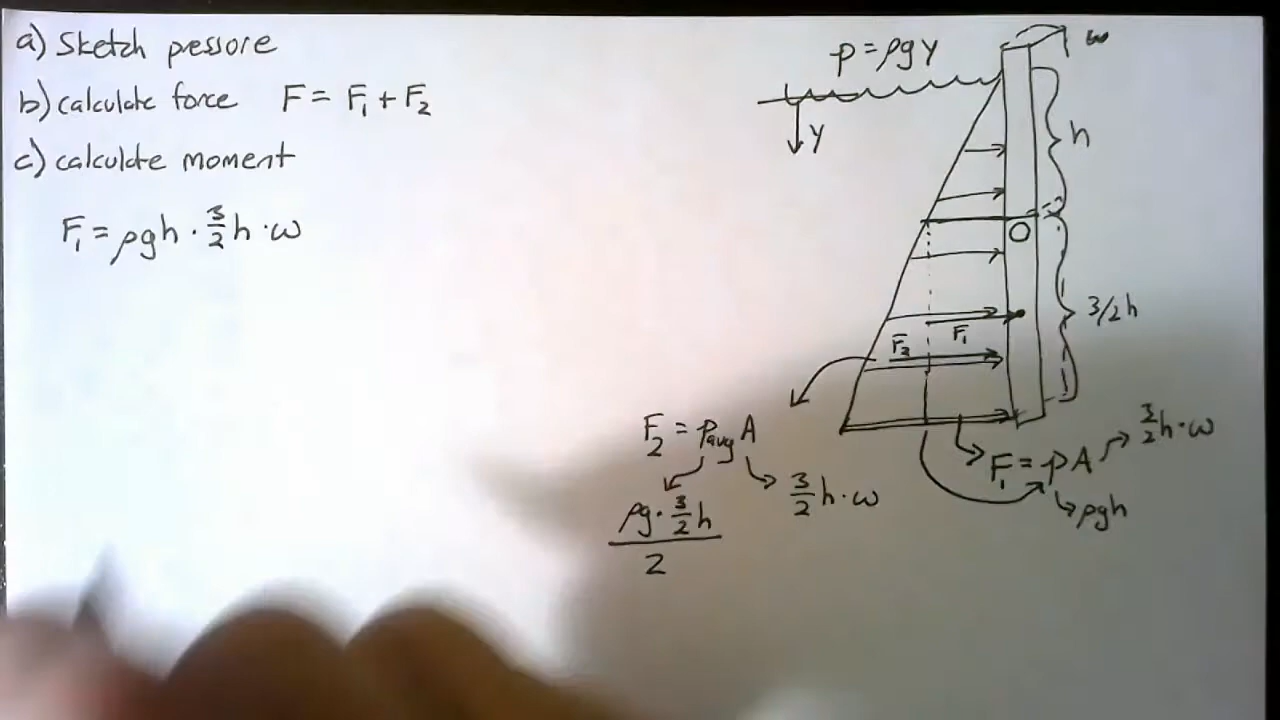 a) Sketch pessore
b) calculate force F = F₁ + F₂
c) calculate moment
F₁ = ρgh · 3/2 h · ω
p = ρgy
y
ω
h
O
3/2 h
F₁
F₂
F₂ = pavg A
ρg · 3/2 h / 2
3/2 h · ω
F₁ = pA
3/2 h · ω
ρgh